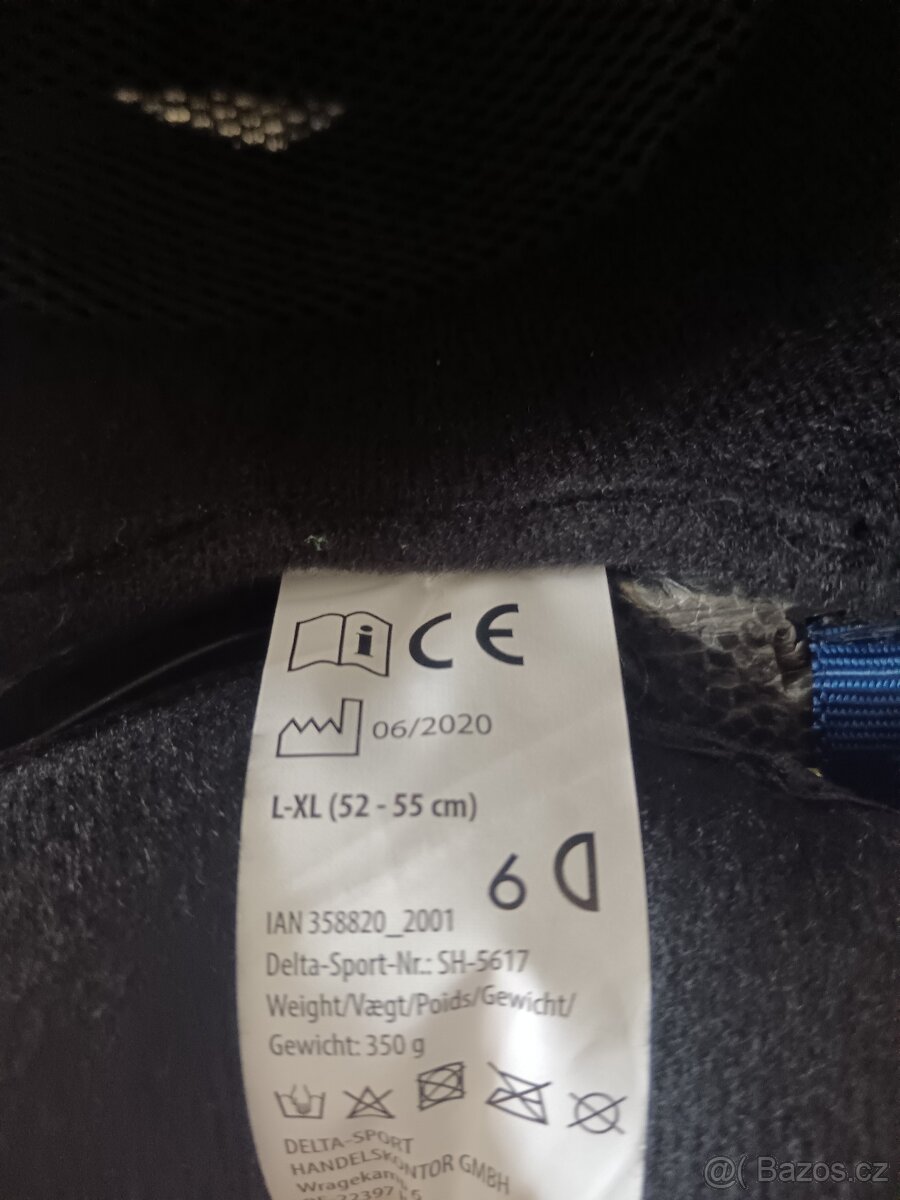 i CE
06/2020
L-XL (52 - 55 cm)
6
IAN 358820_2001
Delta-Sport-Nr.: SH-5617
Weight/Vægt/Poids/Gewicht/
Gewicht: 350 g
DELTA-SPORT
HANDELSKONTOR GMBH
@( Bazos.cz